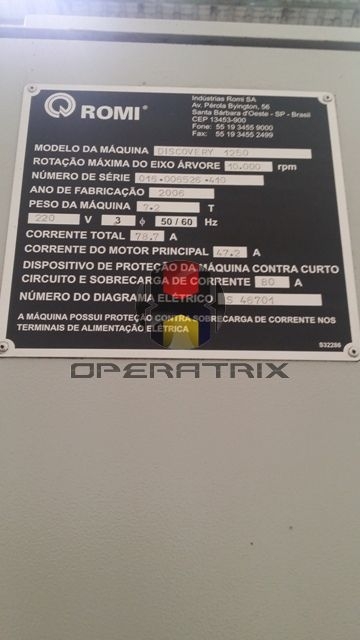 ROMI®
Indústrias Romi SA
Av. Pérola Byington, 56
Santa Bárbara d'Oeste - SP - Brasil
CEP 13453-900
Fone: 55 19 3455 9000
Fax: 55 19 3455 2499
MODELO DA MÁQUINA DISCOVERY 1250
ROTAÇÃO MÁXIMA DO EIXO ÁRVORE 10.000 rpm
NÚMERO DE SÉRIE 016-006526-410
ANO DE FABRICAÇÃO 2006
PESO DA MÁQUINA 7.2 T
220 V 3 ϕ 50/60 Hz
CORRENTE TOTAL 78.7 A
CORRENTE DO MOTOR PRINCIPAL 47.2 A
DISPOSITIVO DE PROTEÇÃO DA MÁQUINA CONTRA CURTO
CIRCUITO E SOBRECARGA DE CORRENTE 80 A
NÚMERO DO DIAGRAMA ELÉTRICO S 46701
A MÁQUINA POSSUI PROTEÇÃO CONTRA SOBRECARGA DE CORRENTE NOS
TERMINAIS DE ALIMENTAÇÃO ELÉTRICA
S32286
OPERATRIX